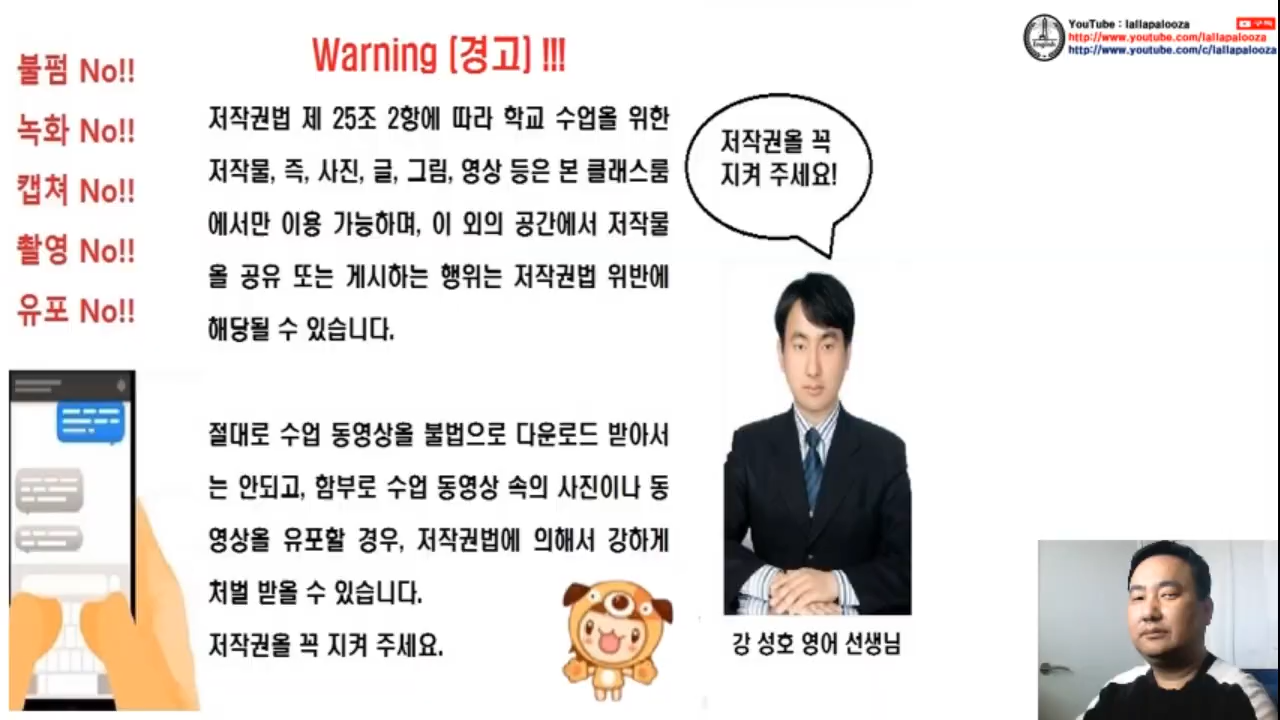 불펌 No!!
녹화 No!!
캡쳐 No!!
촬영 No!!
유포 No!!
Warning (경고) !!!
저작권법 제 25조 2항에 따라 학교 수업을 위한
저작물, 즉, 사진, 글, 그림, 영상 등은 본 클래스룸
에서만 이용 가능하며, 이 외의 공간에서 저작물
을 공유 또는 게시하는 행위는 저작권법 위반에
해당될 수 있습니다.
절대로 수업 동영상을 불법으로 다운로드 받아서
는 안되고, 함부로 수업 동영상 속의 사진이나 동
영상을 유포할 경우, 저작권법에 의해서 강하게
처벌 받을 수 있습니다.
저작권을 꼭 지켜 주세요.
저작권을 꼭
지켜 주세요!
강 성호 영어 선생님
YouTube : lallapalooza
구독
http://www.youtube.com/lallapalooza
http://www.youtube.com/c/lallapalooza
English